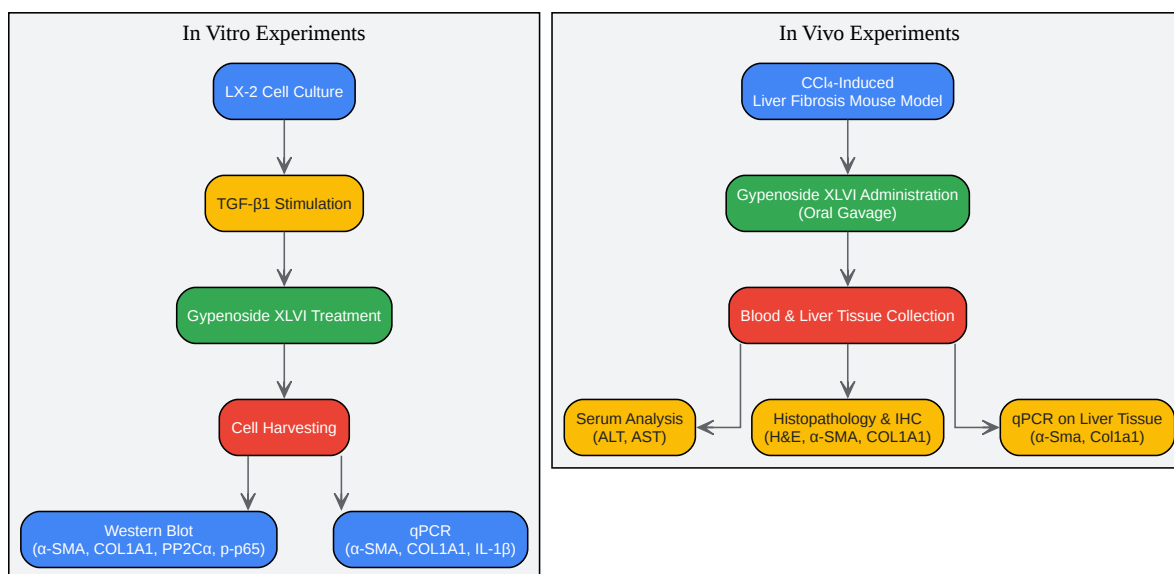 In Vitro Experiments
LX-2 Cell Culture
TGF-β1 Stimulation
Gypenoside XLVI Treatment
Cell Harvesting
Western Blot
(α-SMA, COL1A1, PP2Cα, p-p65)
qPCR
(α-SMA, COL1A1, IL-1β)
In Vivo Experiments
CCl₄-Induced
Liver Fibrosis Mouse Model
Gypenoside XLVI Administration
(Oral Gavage)
Blood & Liver Tissue Collection
Serum Analysis
(ALT, AST)
Histopathology & IHC
(H&E, α-SMA, COL1A1)
qPCR on Liver Tissue
(α-Sma, Col1a1)